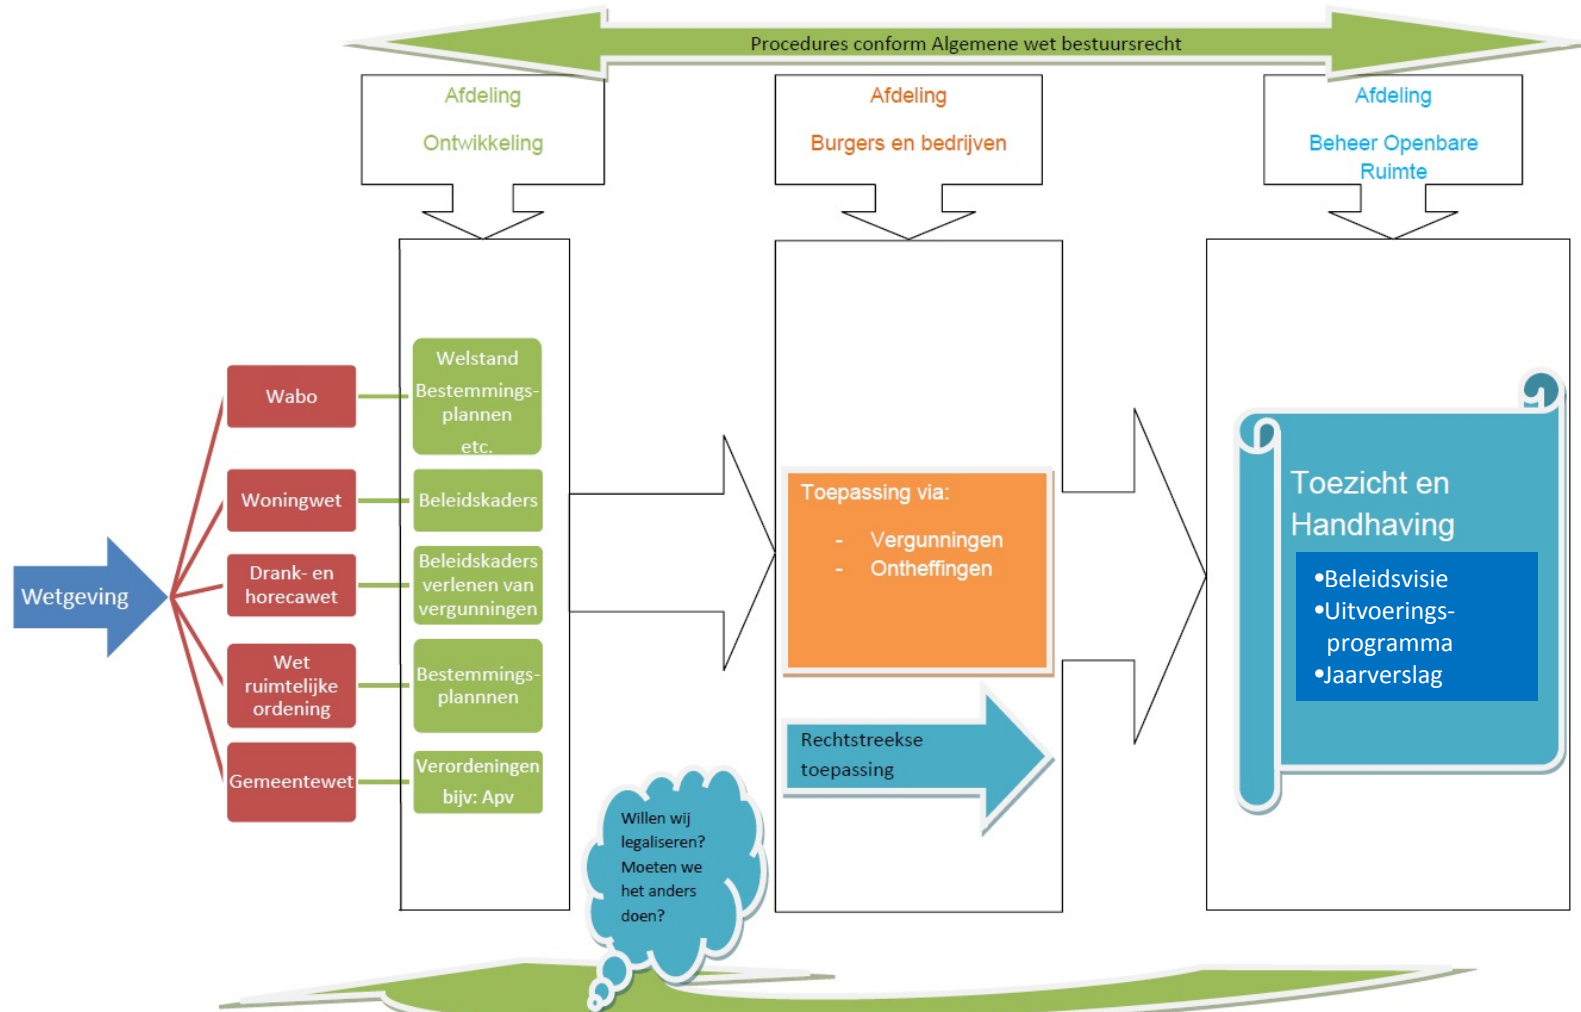 Procedures conform Algemene wet bestuursrecht
Afdeling
Ontwikkeling
Afdeling
Burgers en bedrijven
Afdeling
Beheer Openbare
Ruimte
Wetgeving
Wabo
Woningwet
Drank- en
horecawet
Wet
ruimtelijke
ordening
Gemeentewet
Welstand
Bestemmings-
plannen
etc.
Beleidskaders
Beleidskaders
verlenen van
vergunningen
Bestemmings-
plannnen
Verordeningen
bijv: Apv
Willen wij
legaliseren?
Moeten we
het anders
doen?
Toepassing via:
- Vergunningen
- Ontheffingen
Rechtstreekse
toepassing
Toezicht en
Handhaving
•Beleidsvisie
•Uitvoerings-
programma
•Jaarverslag